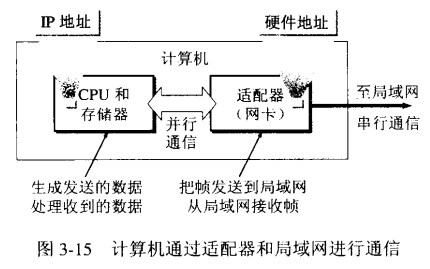 IP 地址
硬件地址
计算机
CPU 和
存储器
适配器
（网卡）
并行
通信
至局域网
串行通信
生成发送的数据
处理收到的数据
把帧发送到局域网
从局域网接收帧
图 3-15 计算机通过适配器和局域网进行通信